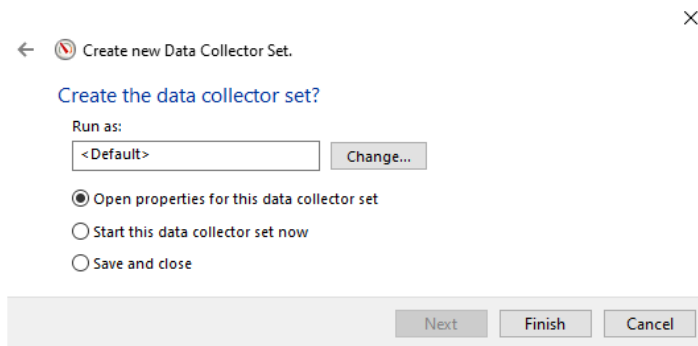 Create new Data Collector Set.
Create the data collector set?
Run as:
<Default>
Change...
Open properties for this data collector set
Start this data collector set now
Save and close
Next Finish Cancel